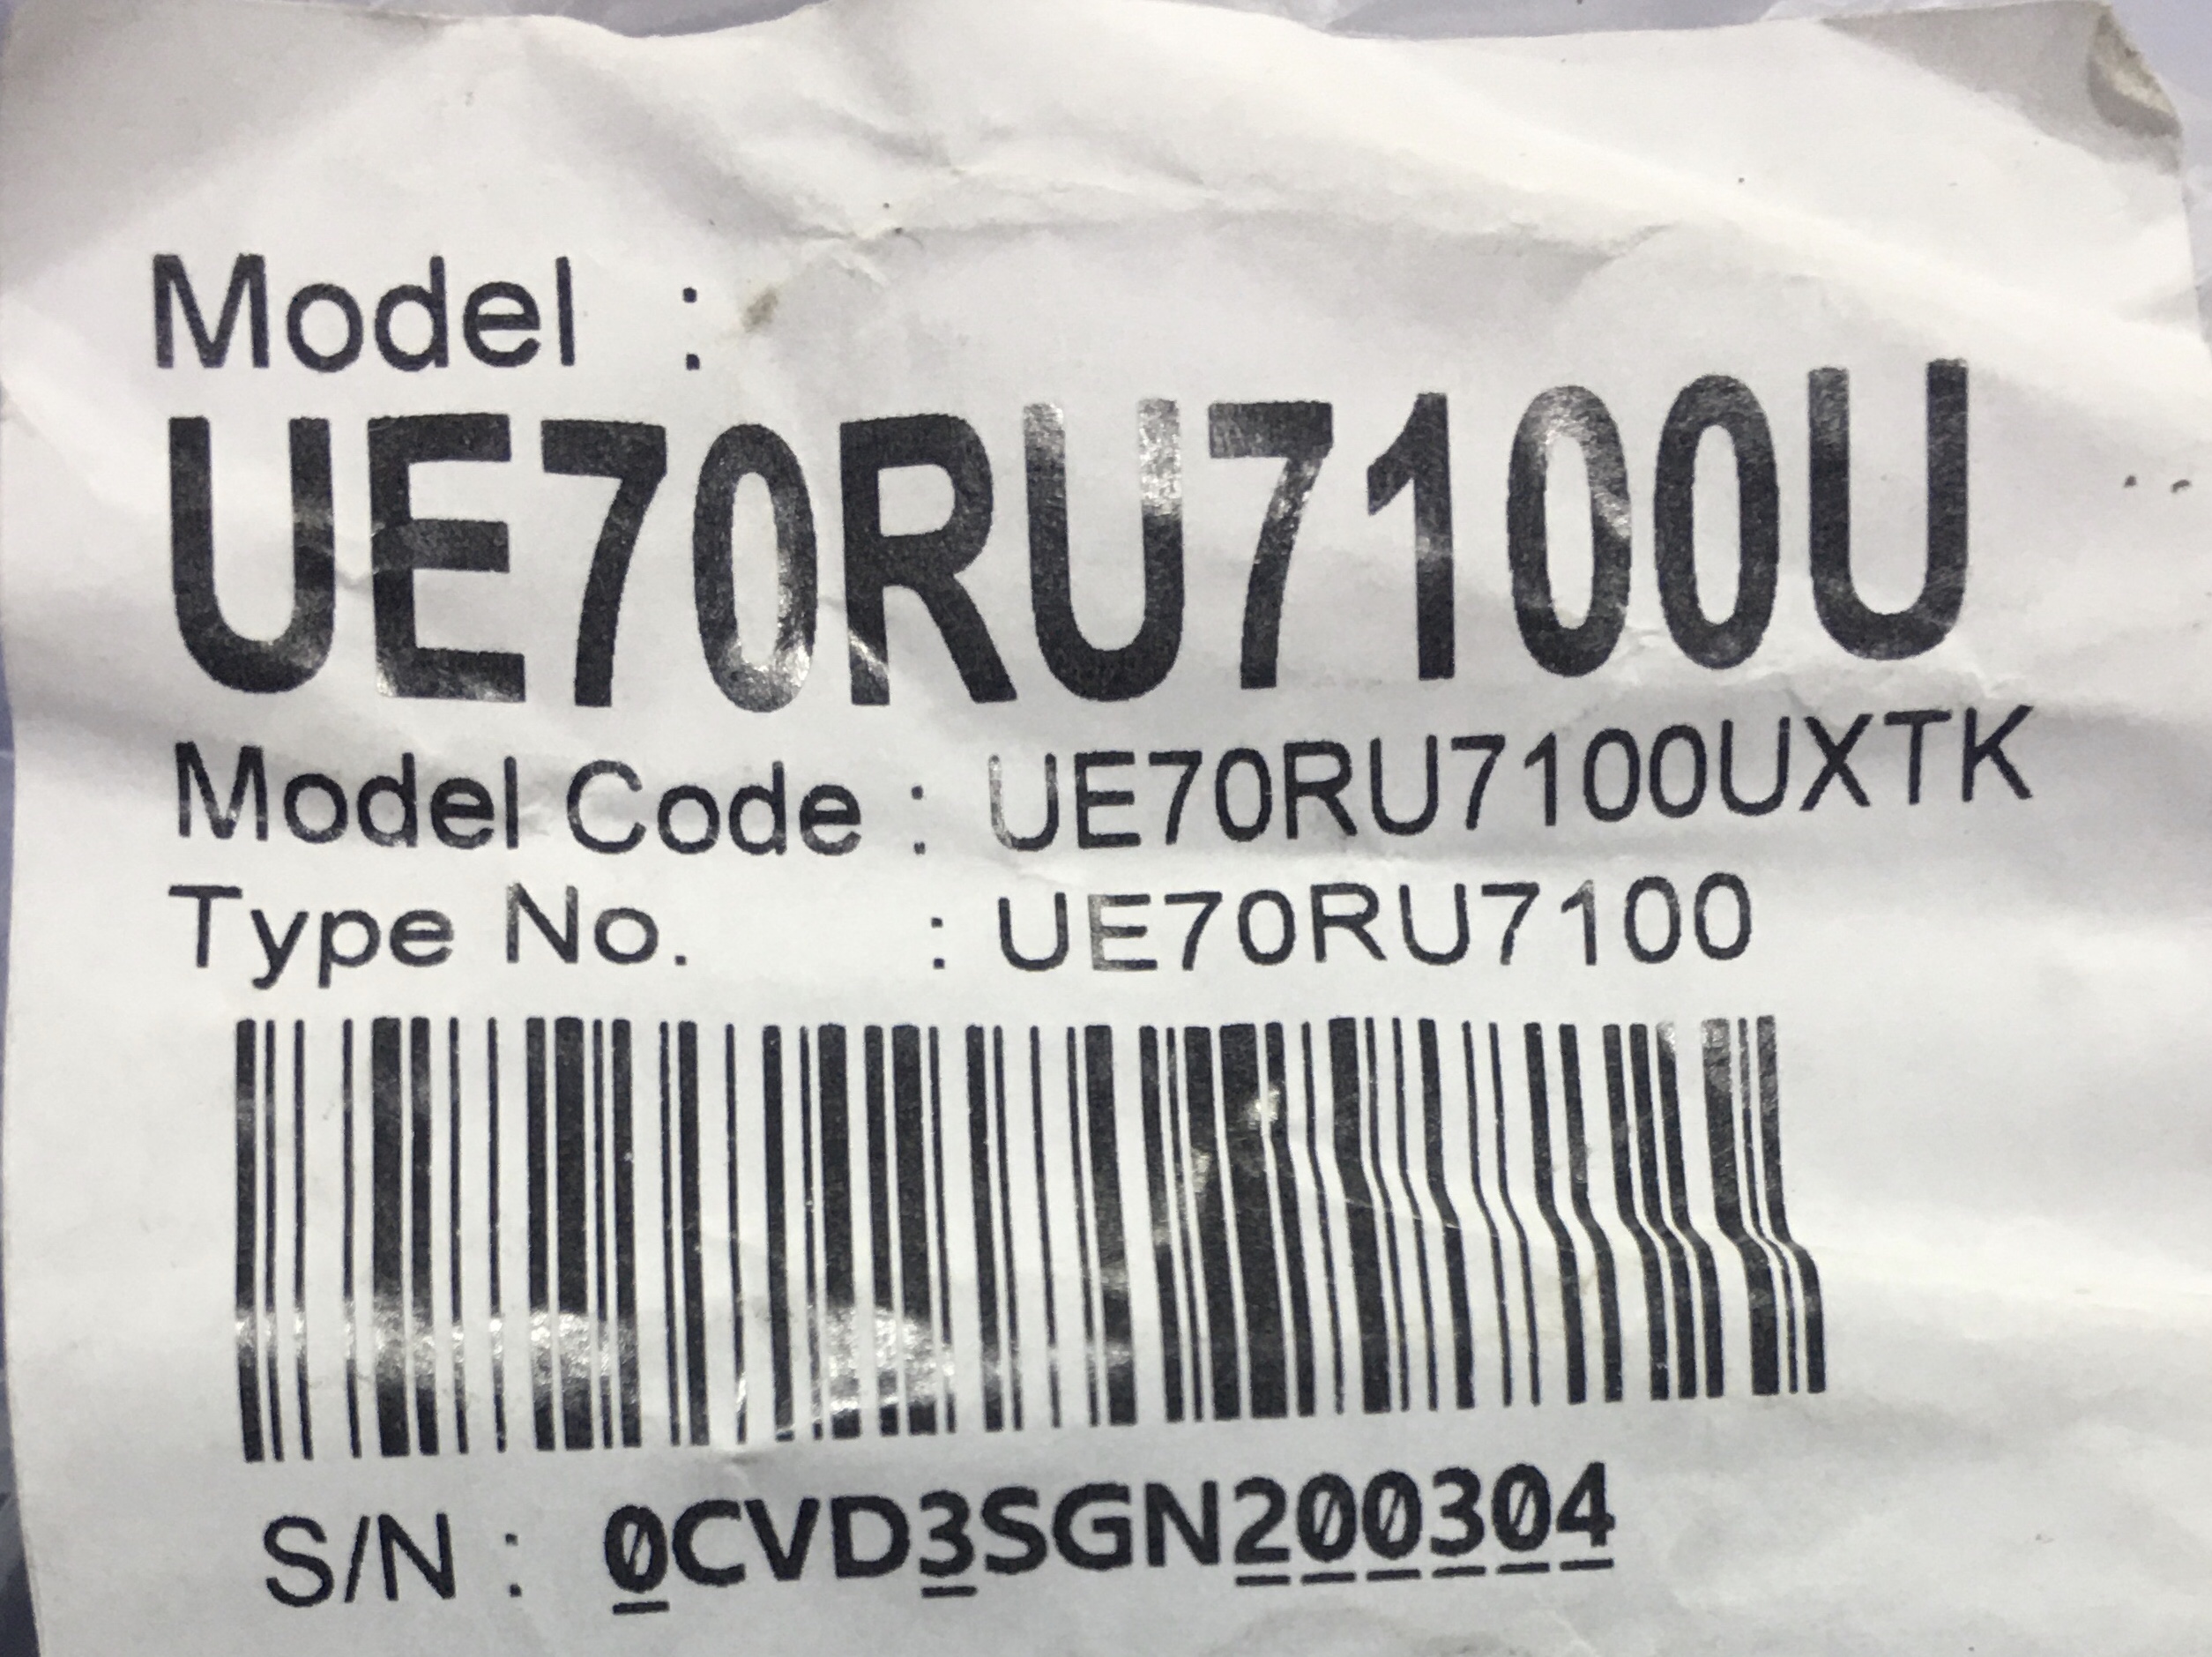 Model :
UE70RU7100U
Model Code : UE70RU7100UXTK
Type No. : UE70RU7100
S/N : 0CVD3SGN200304